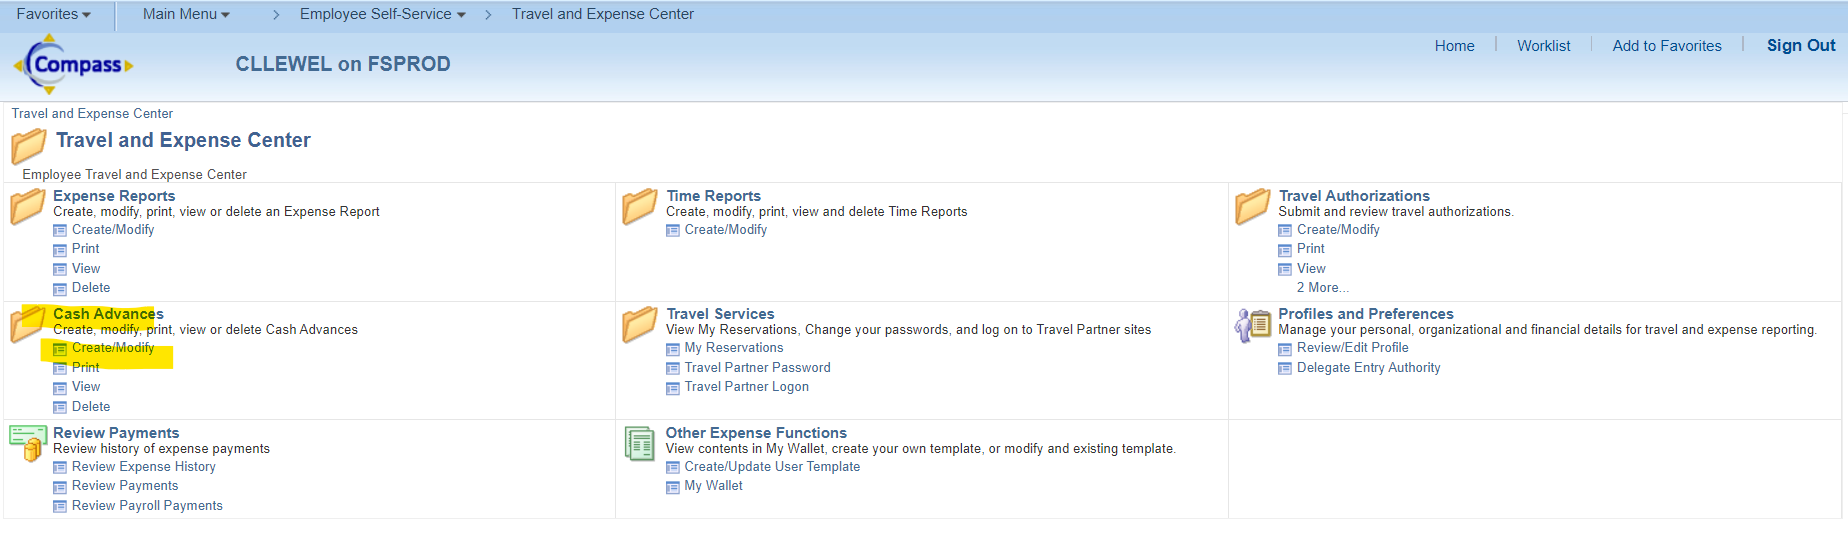 Favorites Main Menu > Employee Self-Service > Travel and Expense Center
Home Worklist Add to Favorites Sign Out
Compass CLLEWEL on FSPROD
Travel and Expense Center
Travel and Expense Center
Employee Travel and Expense Center
Expense Reports
Create, modify, print, view or delete an Expense Report
Create/Modify
Print
View
Delete
Time Reports
Create, modify, print, view and delete Time Reports
Create/Modify
Travel Authorizations
Submit and review travel authorizations.
Create/Modify
Print
View
2 More...
Cash Advances
Create, modify, print, view or delete Cash Advances
Create/Modify
Print
View
Delete
Travel Services
View My Reservations, Change your passwords, and log on to Travel Partner sites
My Reservations
Travel Partner Password
Travel Partner Logon
Profiles and Preferences
Manage your personal, organizational and financial details for travel and expense reporting.
Review/Edit Profile
Delegate Entry Authority
Review Payments
Review history of expense payments
Review Expense History
Review Payments
Review Payroll Payments
Other Expense Functions
View contents in My Wallet, create your own template, or modify and existing template.
Create/Update User Template
My Wallet